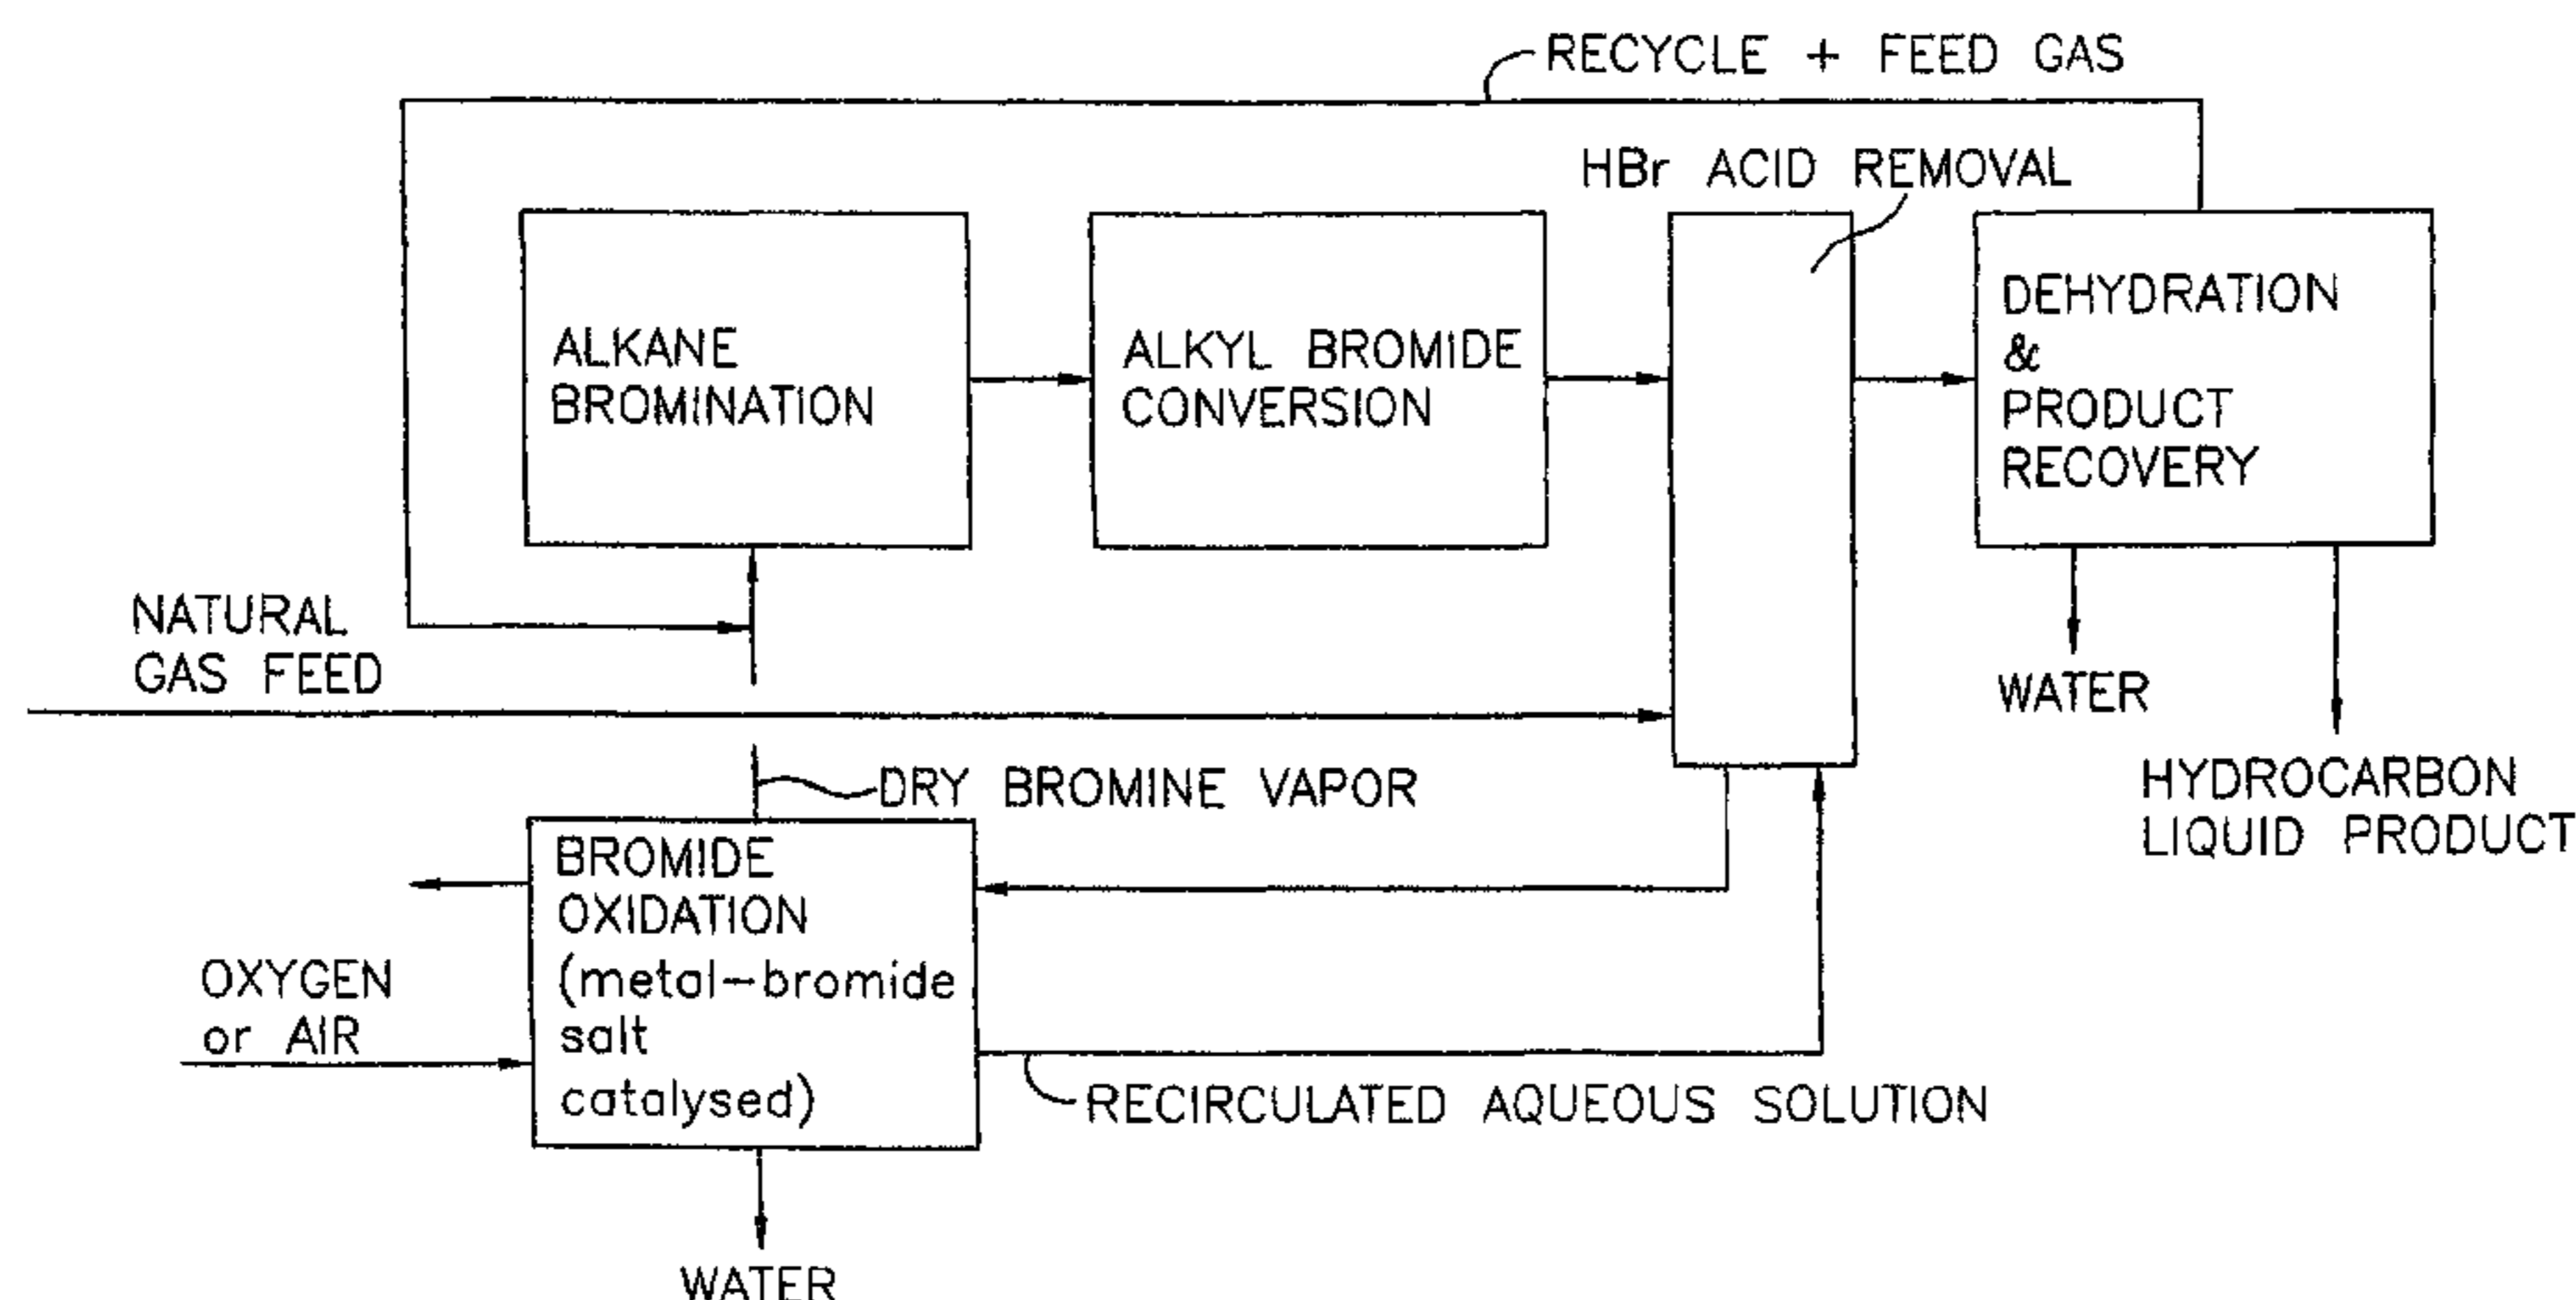 RECYCLE + FEED GAS
HBr ACID REMOVAL
ALKANE
BROMINATION
ALKYL BROMIDE
CONVERSION
DEHYDRATION
&
PRODUCT
RECOVERY
NATURAL
GAS FEED
WATER
HYDROCARBON
LIQUID PRODUCT
DRY BROMINE VAPOR
BROMIDE
OXIDATION
(metal-bromide
salt
catalysed)
OXYGEN
or AIR
RECIRCULATED AQUEOUS SOLUTION
WATER